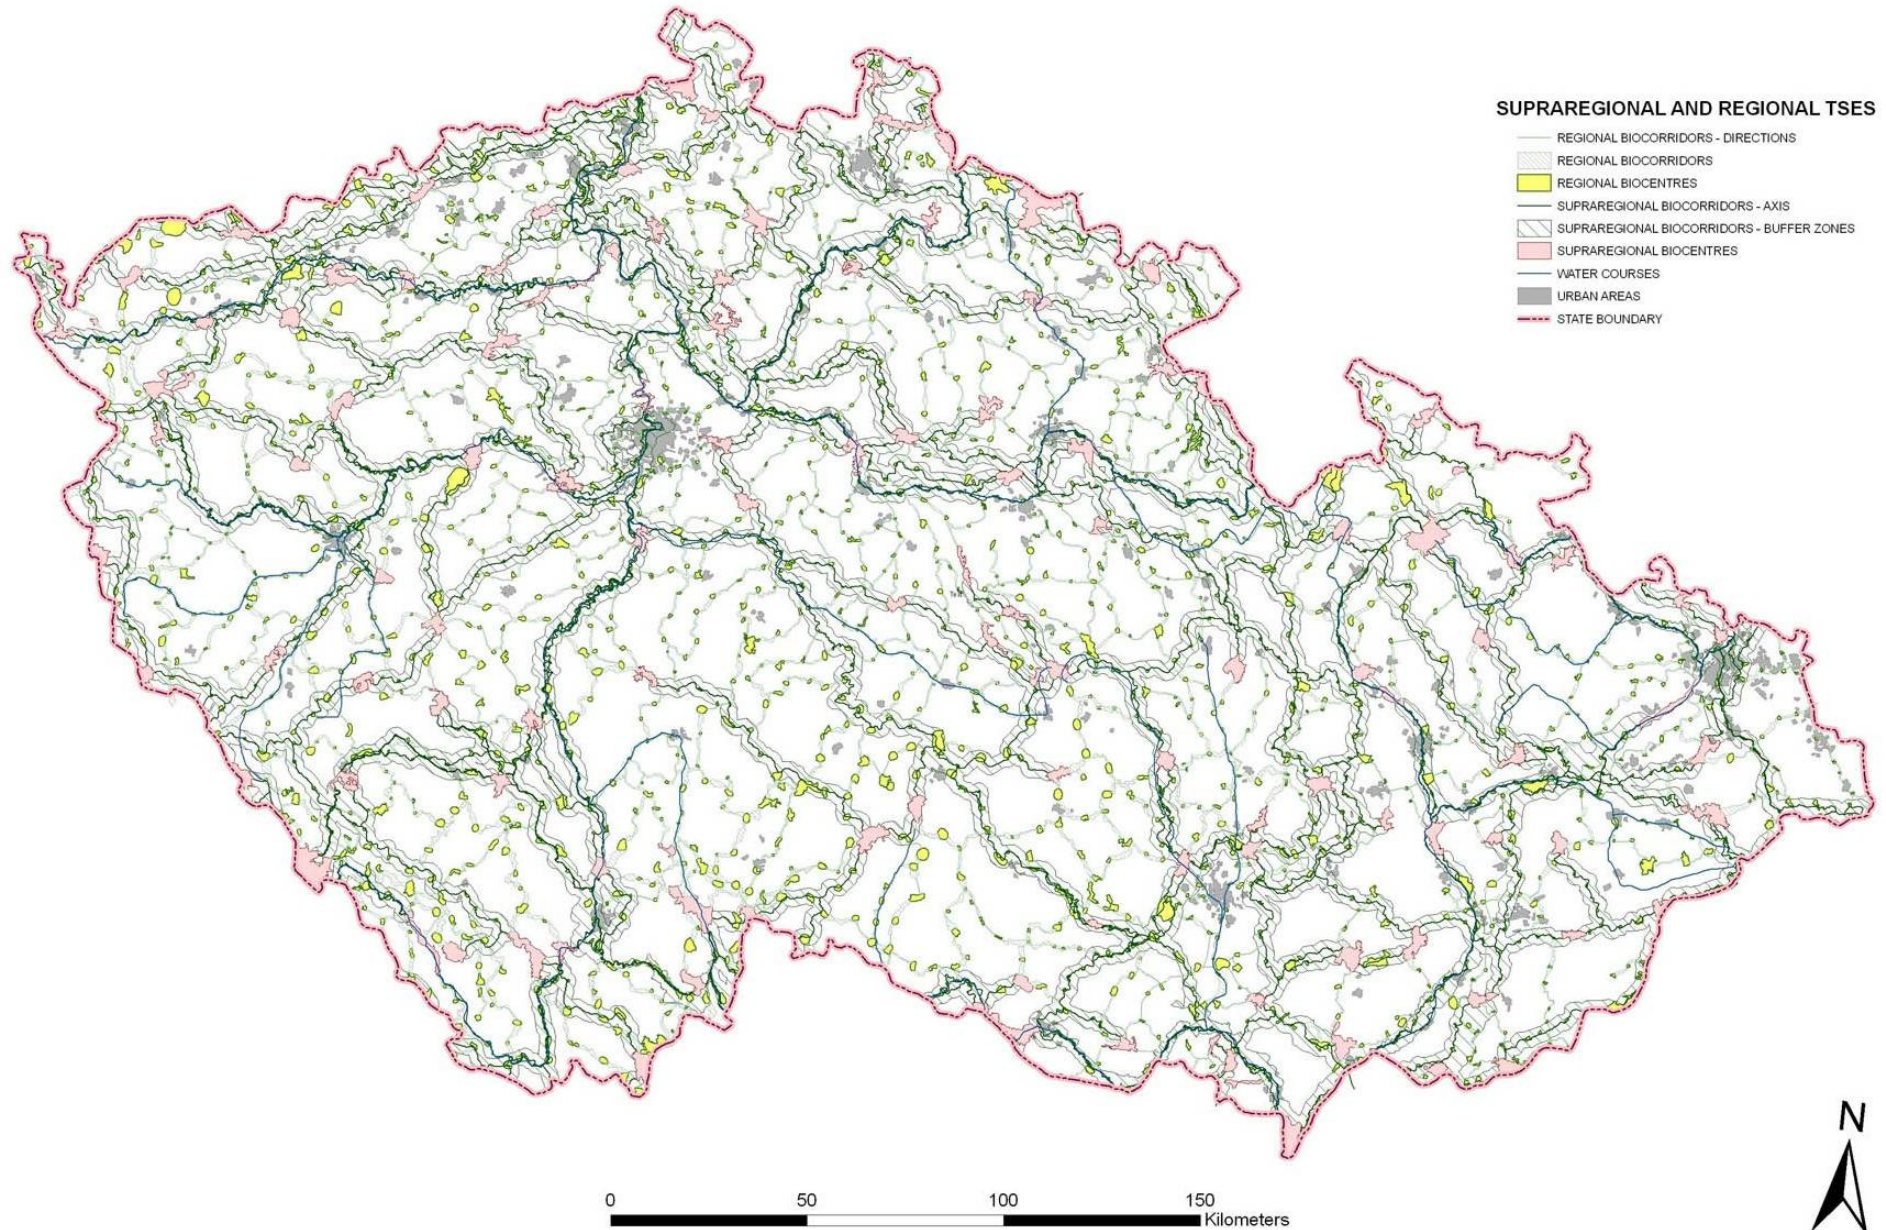 SUPRAREGIONAL AND REGIONAL TSES
REGIONAL BIOCORRIDORS - DIRECTIONS
REGIONAL BIOCORRIDORS
REGIONAL BIOCENTRES
SUPRAREGIONAL BIOCORRIDORS - AXIS
SUPRAREGIONAL BIOCORRIDORS - BUFFER ZONES
SUPRAREGIONAL BIOCENTRES
WATER COURSES
URBAN AREAS
STATE BOUNDARY
N
0 50 100 150
Kilometers